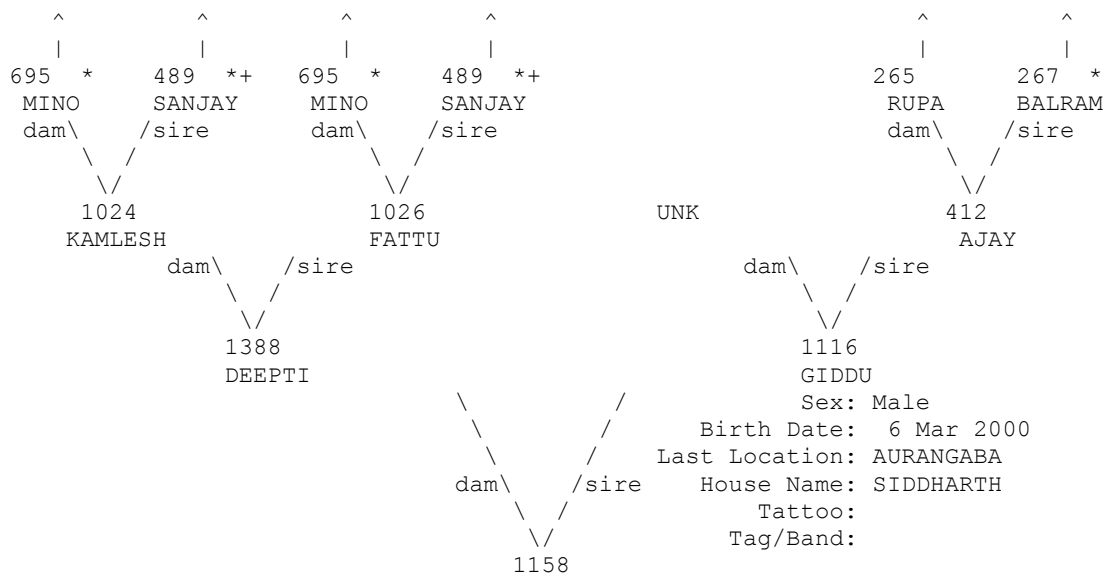 ^ ^ ^ ^ ^ ^
| | | | | |
695 * 489 *+ 695 * 489 *+ 265 267 *
MINO SANJAY MINO SANJAY RUPA BALRAM
dam\ /sire dam\ /sire dam\ /sire
\ / \ / \ /
\/ \/ \/
1024 1026 UNK 412
KAMLESH FATTU AJAY
dam\ /sire dam\ /sire
\ / \ /
\/ \/
1388 1116
DEEPTI GIDDU
\ / Sex: Male
\ / Birth Date: 6 Mar 2000
\ / Last Location: AURANGABA
dam\ /sire House Name: SIDDHARTH
\ / Tattoo:
\/ Tag/Band:
1158